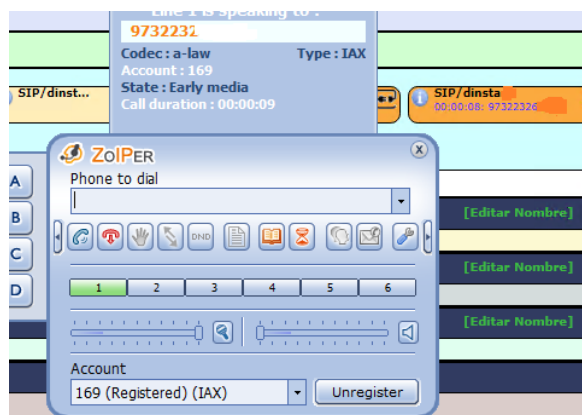 Line 1 is speaking to :
9732232
Codec : a-law Type : IAX
Account : 169
State : Early media
Call duration : 00:00:09
SIP/dinst...
SIP/dinsta
00:00:08: 97322326
ZOIPER
Phone to dial
A
B
C
D
DND
[Editar Nombre]
[Editar Nombre]
[Editar Nombre]
1 2 3 4 5 6
Account
169 (Registered) (IAX) Unregister